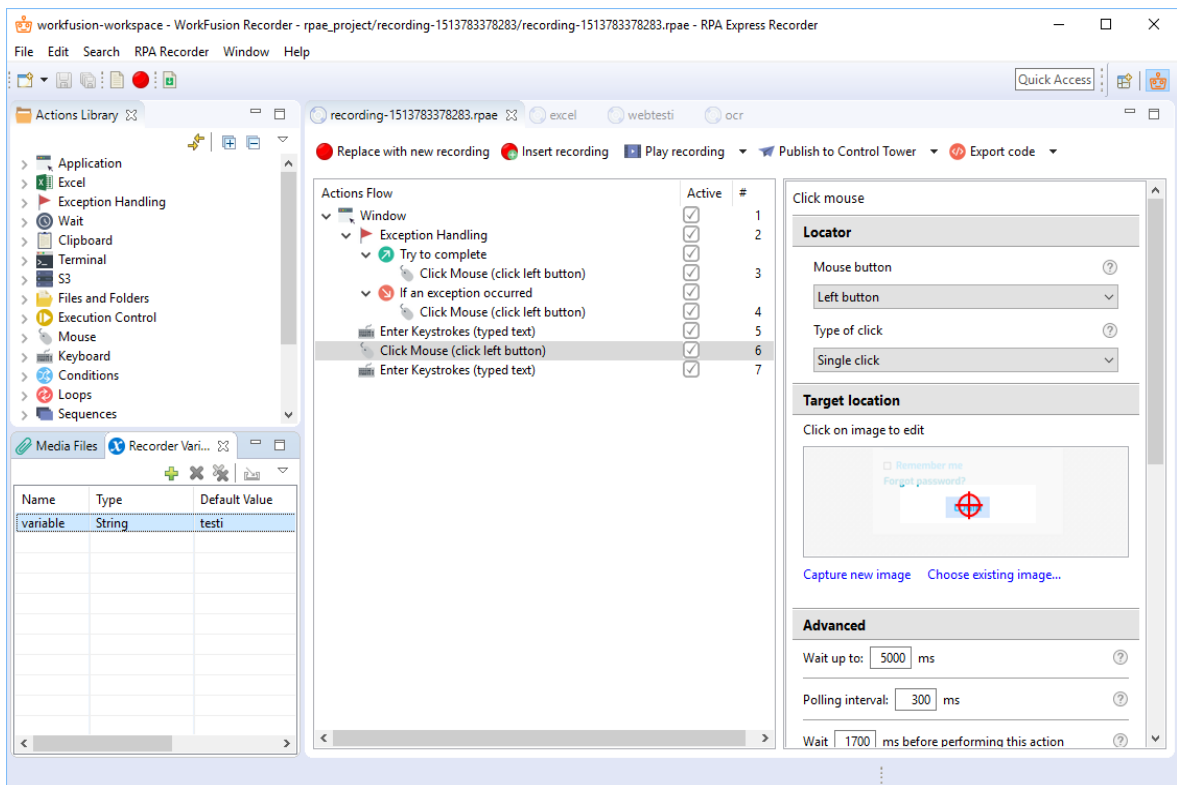 workfusion-workspace - WorkFusion Recorder - rpae_project/recording-1513783378283/recording-1513783378283.rpae - RPA Express Recorder
File Edit Search RPA Recorder Window Help
Quick Access
Actions Library
Application
Excel
Exception Handling
Wait
Clipboard
Terminal
S3
Files and Folders
Execution Control
Mouse
Keyboard
Conditions
Loops
Sequences
Media Files Recorder Vari...
Name Type Default Value
variable String testi
recording-1513783378283.rpae excel webtesti ocr
Replace with new recording Insert recording Play recording Publish to Control Tower Export code
Actions Flow Active #
Window 1
Exception Handling 2
Try to complete
Click Mouse (click left button) 3
If an exception occurred
Click Mouse (click left button) 4
Enter Keystrokes (typed text) 5
Click Mouse (click left button) 6
Enter Keystrokes (typed text) 7
Click mouse
Locator
Mouse button
Left button
Type of click
Single click
Target location
Click on image to edit
Remember me
Forgot password?
Capture new image Choose existing image...
Advanced
Wait up to: 5000 ms
Polling interval: 300 ms
Wait 1700 ms before performing this action